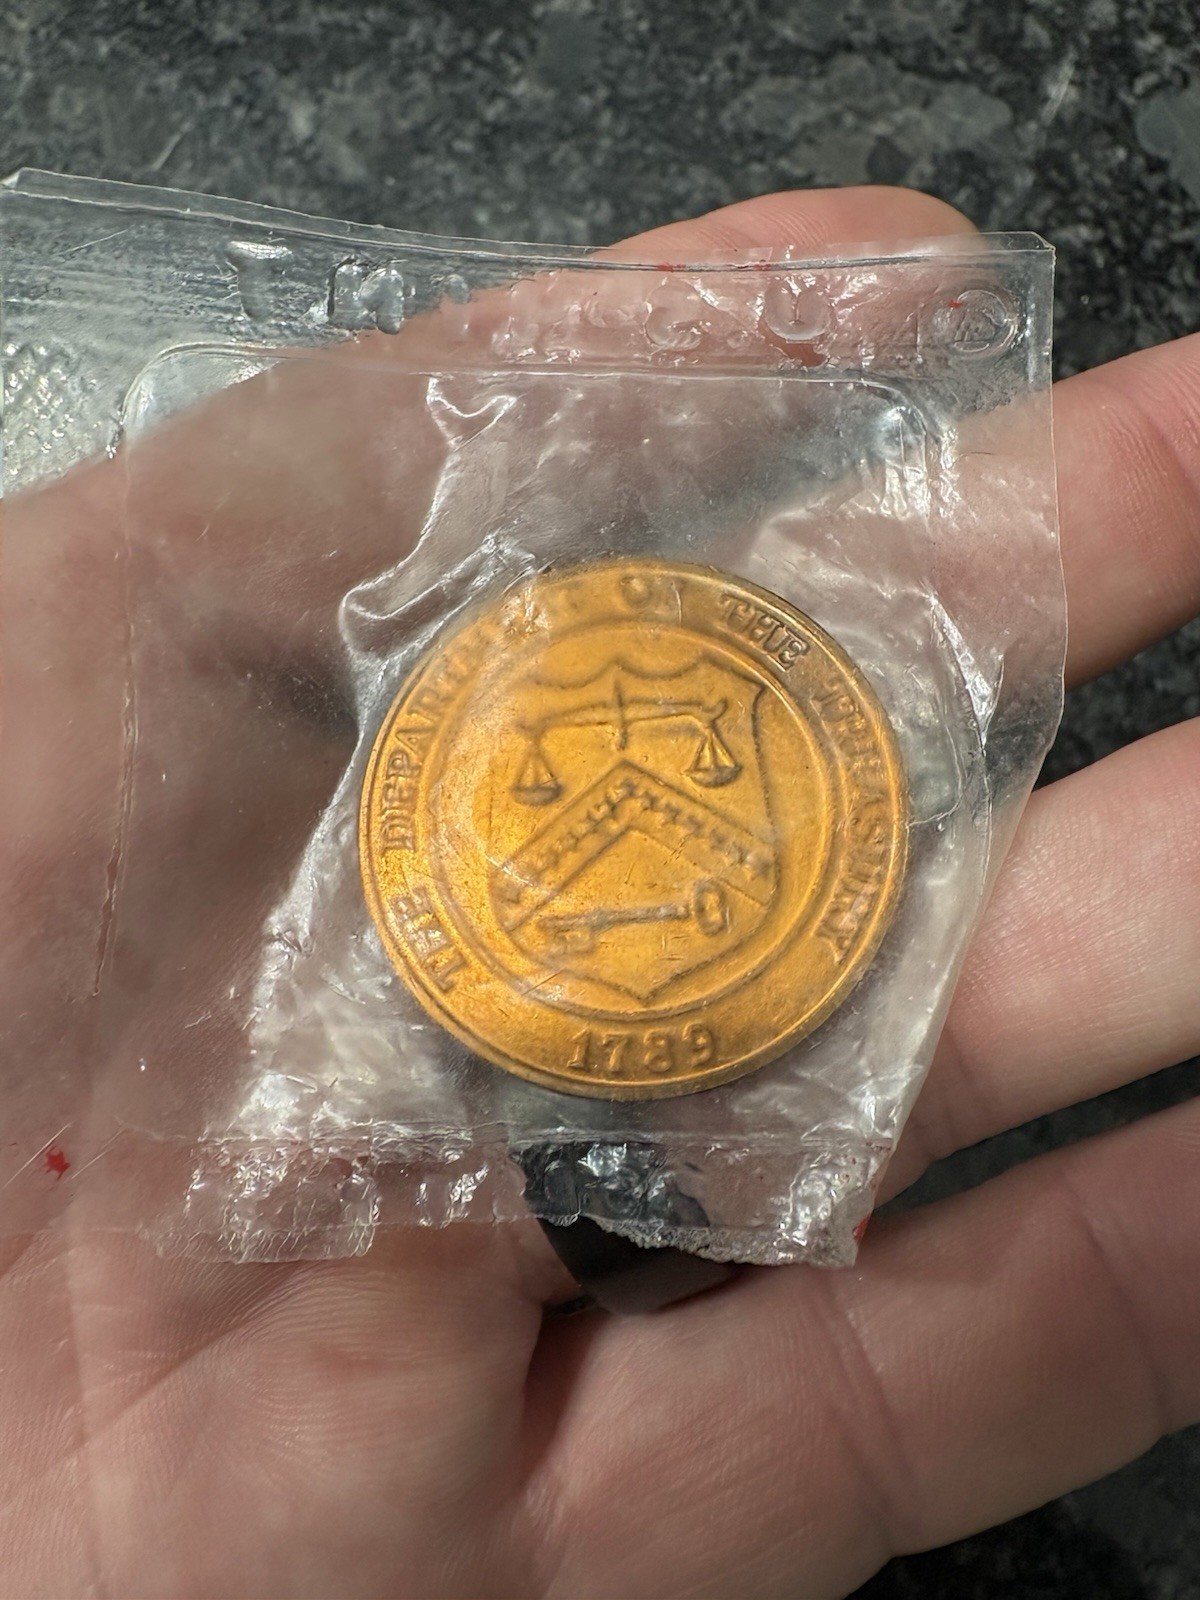 THE DEPARTMENT OF THE TREASURY
1789